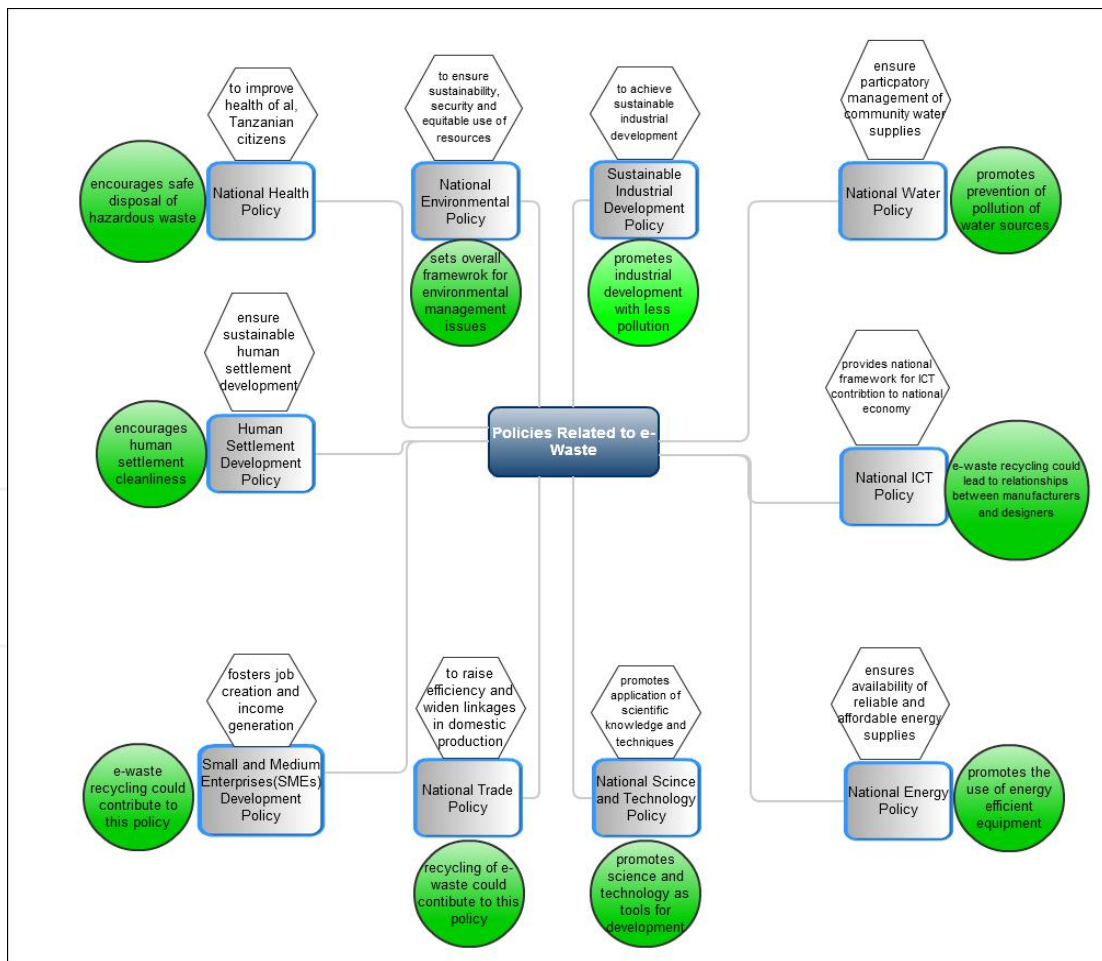 to improve
health of al,
Tanzanian
citizens
encourages safe
disposal of
hazardous waste
National Health
Policy
to ensure
sustainability,
security and
equitable use of
resources
National
Environmental
Policy
sets overall
framewrok for
environmental
management
issues
to achieve
sustainable
industrial
development
Sustainable
Industrial
Development
Policy
promotes
industrial
development
with less
pollution
ensure
particpatory
management of
community water
supplies
National Water
Policy
promotes
prevention of
pollution of
water sources
ensure
sustainable
human
settlement
development
encourages
human
settlement
cleanliness
Human
Settlement
Development
Policy
Policies Related to e-
Waste
provides national
framework for ICT
contribtion to national
economy
National ICT
Policy
e-waste recycling could
lead to relationships
between manufacturers
and designers
fosters job
creation and
income
generation
e-waste
recycling could
contribute to
this policy
Small and Medium
Enterprises(SMEs)
Development
Policy
to raise
efficiency and
widen linkages
in domestic
production
National Trade
Policy
recycling of e-
waste could
contibute to this
policy
promotes
application of
scientific
knowledge and
techniques
National Scince
and Technology
Policy
promotes
science and
technology as
tools for
development
ensures
availability of
reliable and
affordable energy
supplies
National Energy
Policy
promotes the
use of energy
efficient
equipment